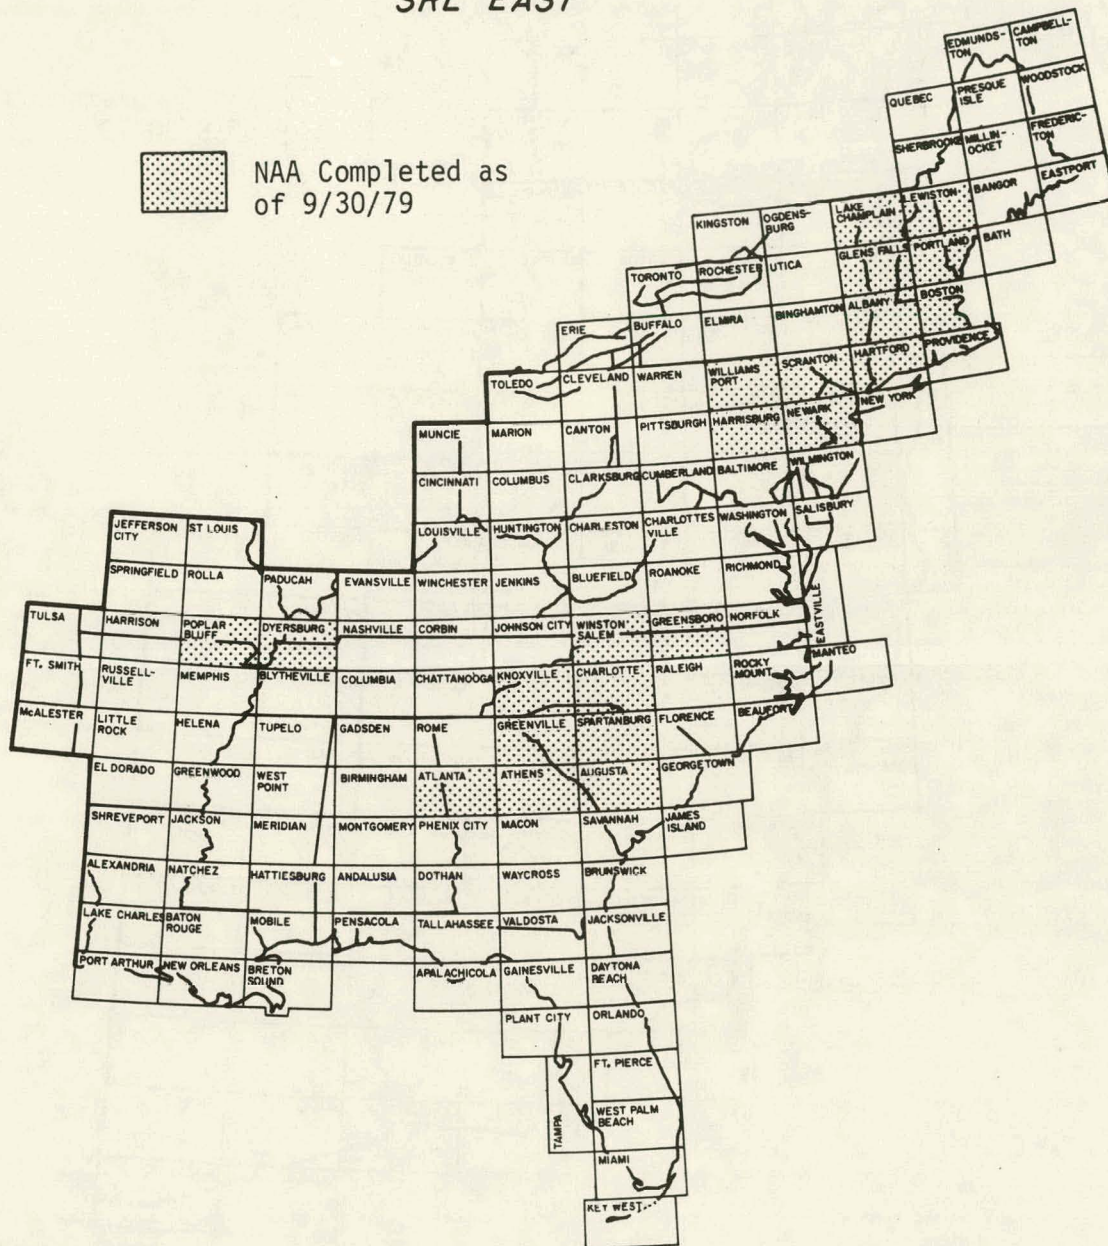 SRL EAST
NAA Completed as
of 9/30/79
EDMUNDS-
TON
CAMPBELL-
TON
QUEBEC
PRESQUE
ISLE
WOODSTOCK
SHERBROOKE
MILLIN-
OCKET
FREDERIC-
TON
KINGSTON
OGDENS-
BURG
LAKE
CHAMPLAIN
LEWISTON
BANGOR
EASTPORT
TORONTO
ROCHESTER
UTICA
GLENS FALLS
PORTLAND
BATH
ERIE
BUFFALO
ELMIRA
BINGHAMTON
ALBANY
BOSTON
TOLEDO
CLEVELAND
WARREN
WILLIAMS
PORT
SCRANTON
HARTFORD
PROVIDENCE
MUNCIE
MARION
CANTON
PITTSBURGH
HARRISBURG
NEWARK
NEW YORK
CINCINNATI
COLUMBUS
CLARKSBURG
CUMBERLAND
BALTIMORE
WILMINGTON
JEFFERSON
CITY
ST LOUIS
LOUISVILLE
HUNTINGTON
CHARLESTON
CHARLOTTES
VILLE
WASHINGTON
SALISBURY
SPRINGFIELD
ROLLA
PADUCAH
EVANSVILLE
WINCHESTER
JENKINS
BLUEFIELD
ROANOKE
RICHMOND
EASTVILLE
TULSA
HARRISON
POPLAR
BLUFF
DYERSBURG
NASHVILLE
CORBIN
JOHNSON CITY
WINSTON
SALEM
GREENSBORO
NORFOLK
FT. SMITH
RUSSELL-
VILLE
MEMPHIS
BLYTHEVILLE
COLUMBIA
CHATTANOOGA
KNOXVILLE
CHARLOTTE
RALEIGH
ROCKY
MOUNT
MANTEO
McALESTER
LITTLE
ROCK
HELENA
TUPELO
GADSDEN
ROME
GREENVILLE
SPARTANBURG
FLORENCE
BEAUFORT
EL DORADO
GREENWOOD
WEST
POINT
BIRMINGHAM
ATLANTA
ATHENS
AUGUSTA
GEORGETOWN
SHREVEPORT
JACKSON
MERIDIAN
MONTGOMERY
PHENIX CITY
MACON
SAVANNAH
JAMES
ISLAND
ALEXANDRIA
NATCHEZ
HATTIESBURG
ANDALUSIA
DOTHAN
WAYCROSS
BRUNSWICK
LAKE CHARLES
BATON
ROUGE
MOBILE
PENSACOLA
TALLAHASSEE
VALDOSTA
JACKSONVILLE
PORT ARTHUR
NEW ORLEANS
BRETON
SOUND
APALACHICOLA
GAINESVILLE
DAYTONA
BEACH
PLANT CITY
ORLANDO
FT. PIERCE
TAMPA
WEST PALM
BEACH
MIAMI
KEY WEST